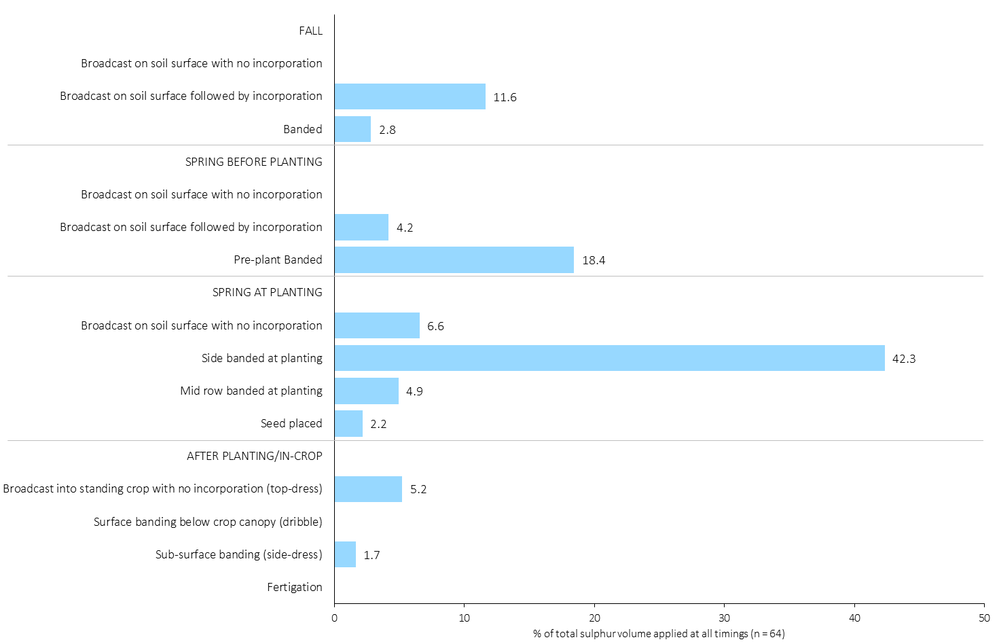 FALL
Broadcast on soil surface with no incorporation
Broadcast on soil surface followed by incorporation 11.6
Banded 2.8
SPRING BEFORE PLANTING
Broadcast on soil surface with no incorporation
Broadcast on soil surface followed by incorporation 4.2
Pre-plant Banded 18.4
SPRING AT PLANTING
Broadcast on soil surface with no incorporation 6.6
Side banded at planting 42.3
Mid row banded at planting 4.9
Seed placed 2.2
AFTER PLANTING/IN-CROP
Broadcast into standing crop with no incorporation (top-dress) 5.2
Surface banding below crop canopy (dribble)
Sub-surface banding (side-dress) 1.7
Fertigation
0 10 20 30 40 50
% of total sulphur volume applied at all timings (n = 64)